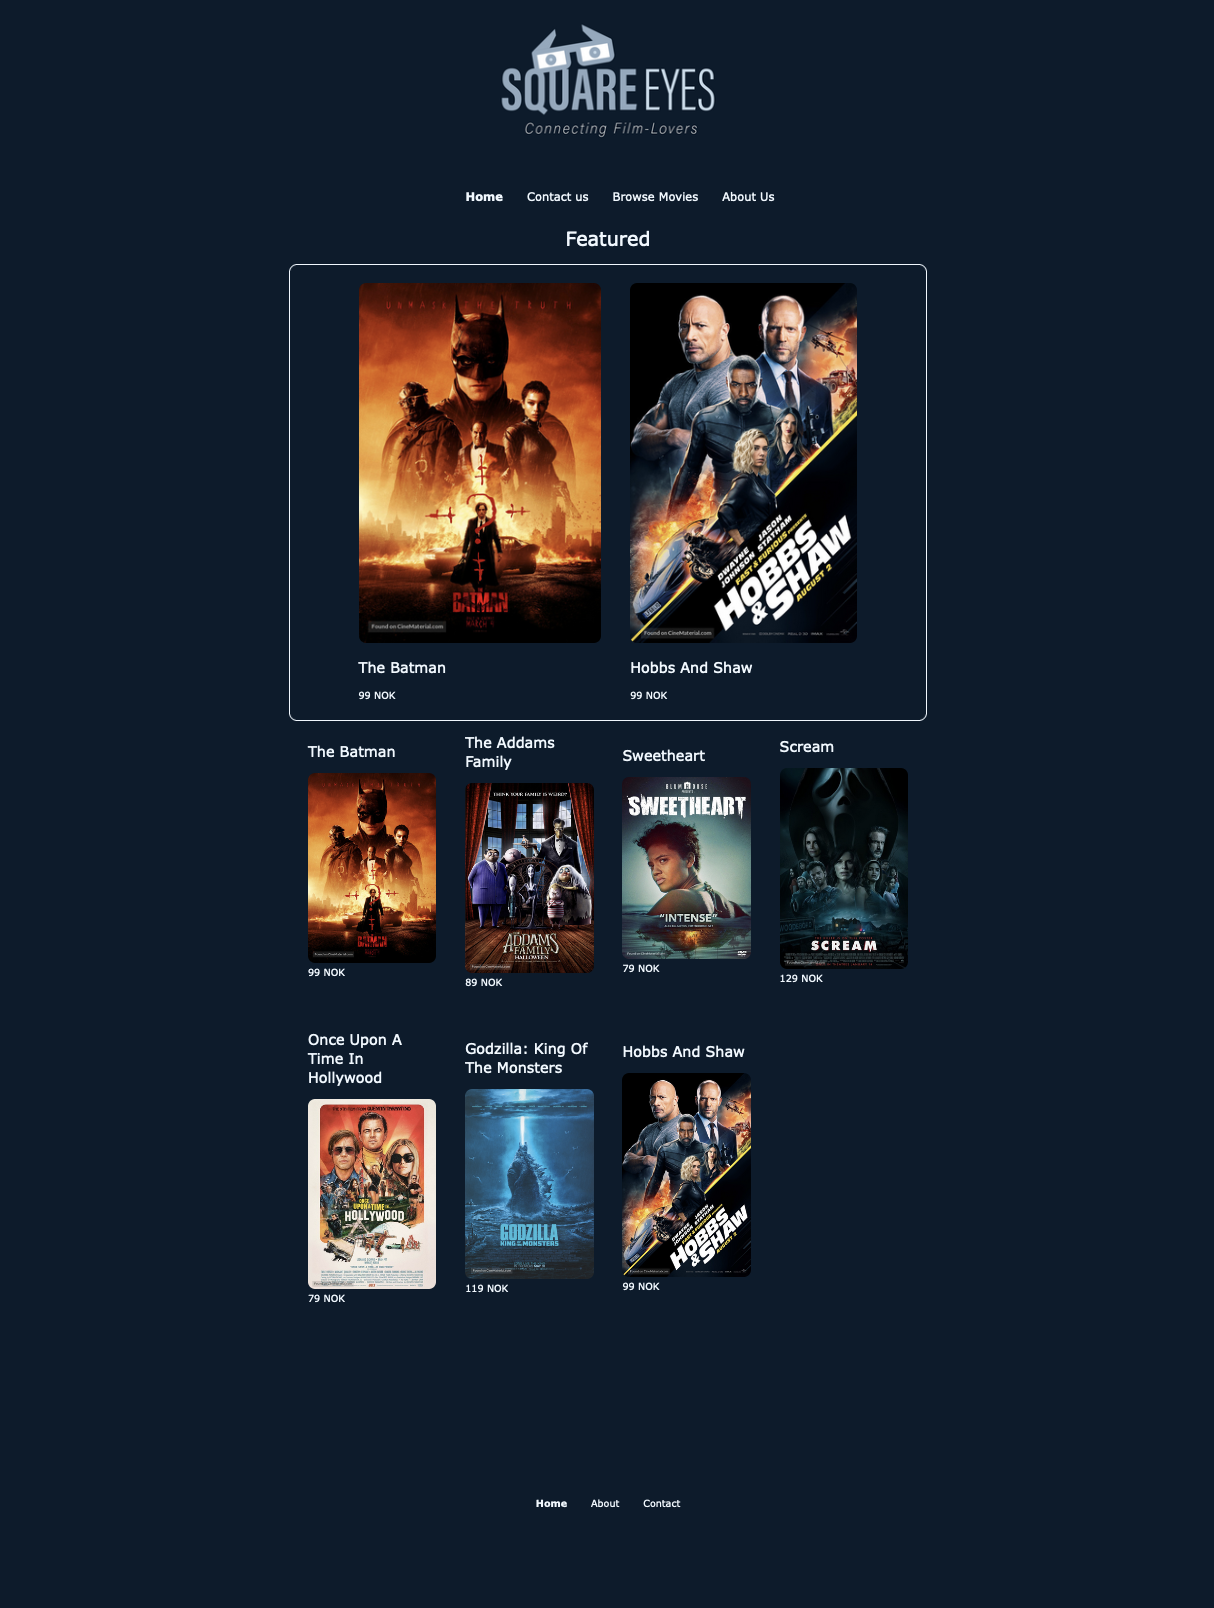 SQUARE EYES
Connecting Film-Lovers
Home Contact us Browse Movies About Us
Featured
UNMASK THE TRUTH
THE
BATMAN
Found on CineMaterial.com
DWAYNE JOHNSON
JASON STATHAM
FAST & FURIOUS PRESENTS
HOBBS
& SHAW
AUGUST 2
Found on CineMaterial.com
The Batman
99 NOK
Hobbs And Shaw
99 NOK
The Batman
BATMAN
99 NOK
The Addams
Family
THINK YOUR FAMILY IS WEIRD?
THE
ADDAMS
FAMILY
HALLOWEEN
89 NOK
Sweetheart
BLUMHOUSE
SWEETHEART
"INTENSE"
DVD
79 NOK
Scream
SCREAM
129 NOK
Once Upon A
Time In
Hollywood
ONCE
UPON A TIME IN
HOLLYWOOD
79 NOK
Godzilla: King Of
The Monsters
GODZILLA
KING OF THE MONSTERS
119 NOK
Hobbs And Shaw
DWAYNE JOHNSON
JASON STATHAM
HOBBS
& SHAW
AUGUST 2
99 NOK
Home About Contact